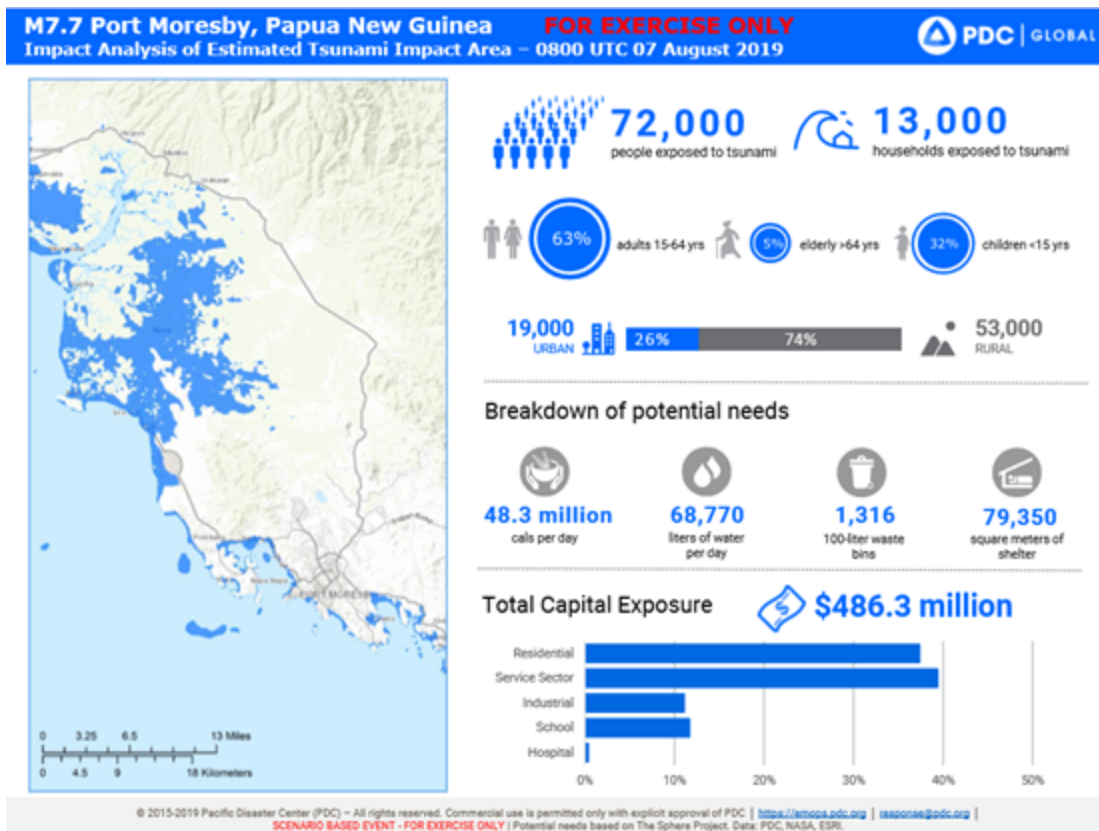 M7.7 Port Moresby, Papua New Guinea FOR EXERCISE ONLY
Impact Analysis of Estimated Tsunami Impact Area – 0800 UTC 07 August 2019
PDC | GLOBAL
72,000
people exposed to tsunami
13,000
households exposed to tsunami
63%
adults 15-64 yrs
5%
elderly >64 yrs
32%
children <15 yrs
19,000
URBAN
26%
74%
53,000
RURAL
Breakdown of potential needs
48.3 million
cals per day
68,770
liters of water
per day
1,316
100-liter waste
bins
79,350
square meters of
shelter
Total Capital Exposure
$486.3 million
Residential
Service Sector
Industrial
School
Hospital
0% 10% 20% 30% 40% 50%
PORT MORESBY
0 3.25 6.5 13 Miles
0 4.5 9 18 Kilometers
© 2015-2019 Pacific Disaster Center (PDC) – All rights reserved. Commercial use is permitted only with explicit approval of PDC | https://emops.pdc.org | response@pdc.org |
SCENARIO BASED EVENT - FOR EXERCISE ONLY | Potential needs based on The Sphere Project. Data: PDC, NASA, ESRI.